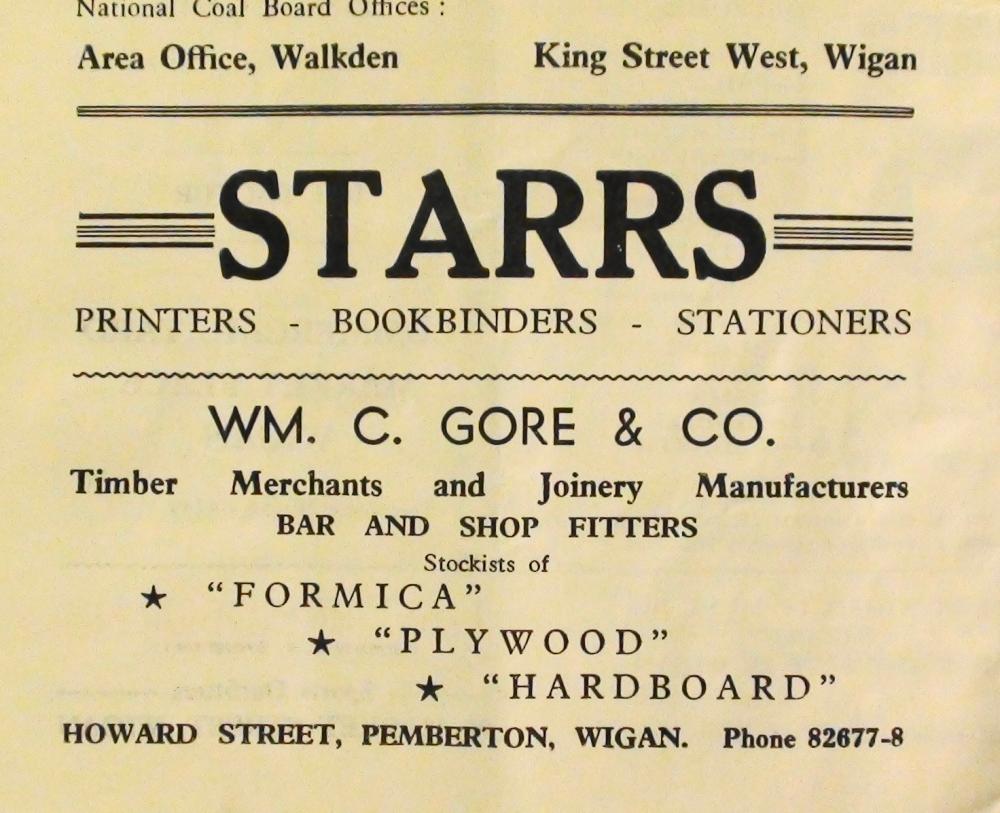 National Coal Board Offices :
Area Office, Walkden King Street West, Wigan
STARRS
PRINTERS - BOOKBINDERS - STATIONERS
WM. C. GORE & CO.
Timber Merchants and Joinery Manufacturers
BAR AND SHOP FITTERS
Stockists of
★ “FORMICA”
★ “PLYWOOD”
★ “HARDBOARD”
HOWARD STREET, PEMBERTON, WIGAN. Phone 82677-8